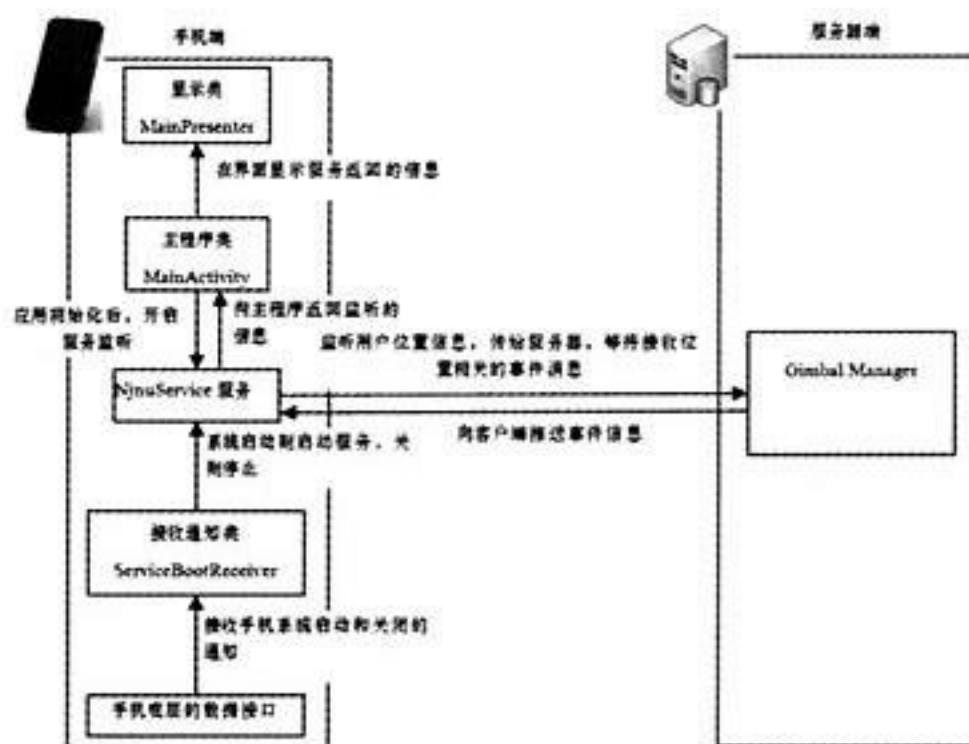 手机端
服务器端
显示类
MainPresenter
在界面显示服务返回的信息
主程序类
MainActivity
应用初始化后，开启
服务监听
向主程序返回监听的
信息
监听用户位置信息，传给服务器，等待接收位
置相关的事件消息
Gimbal Manager
NjnuService 服务
向客户端推送事件信息
系统启动则启动服务，关
则停止
接收通知类
ServiceBootReceiver
接收手机系统启动和关闭的
通知
手机底层的数据接口